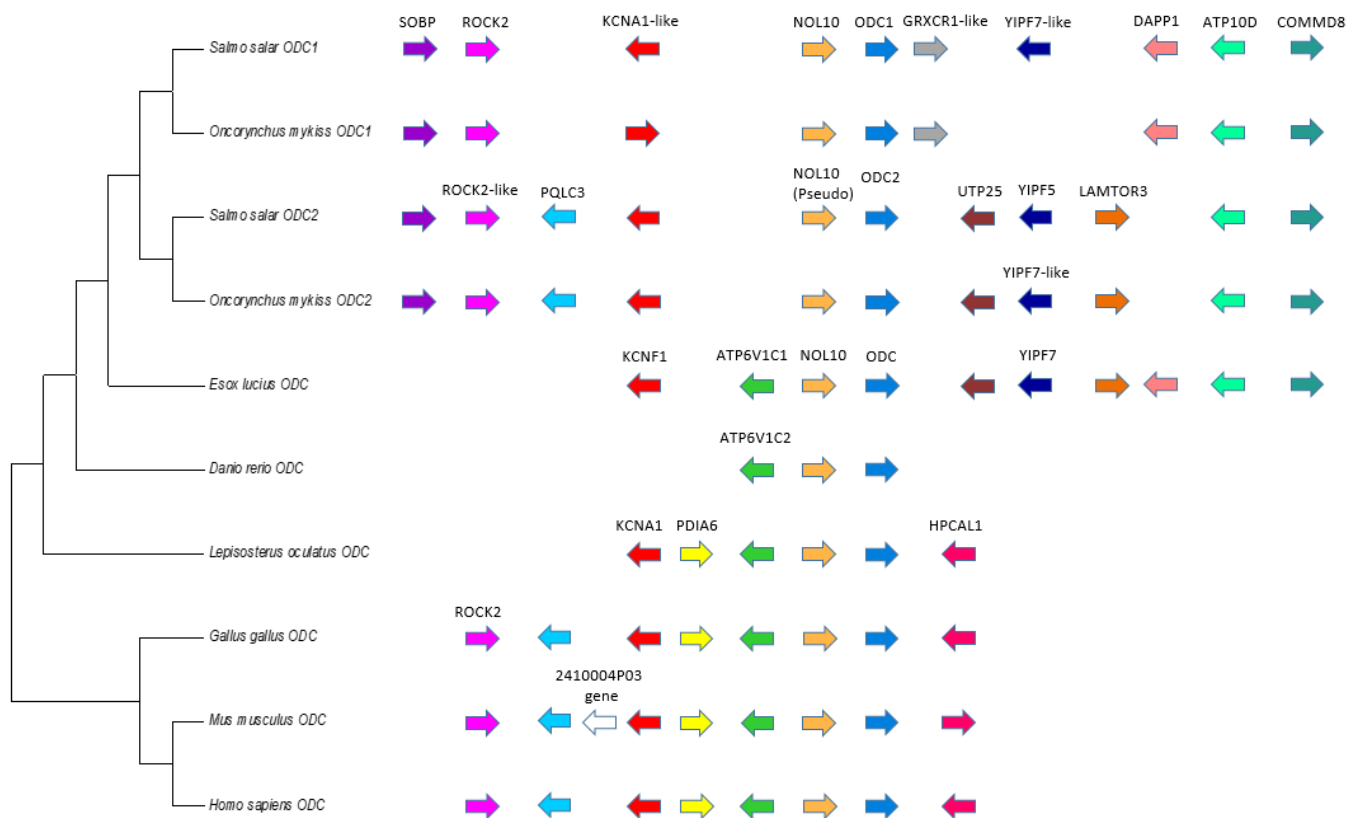 SOBP ROCK2 KCNA1-like NOL10 ODC1 GRXCR1-like YIPF7-like DAPP1 ATP10D COMMD8
Salmo salar ODC1
Oncorynchus mykiss ODC1
ROCK2-like PQLC3 NOL10 (Pseudo) ODC2 UTP25 YIPF5 LAMTOR3
Salmo salar ODC2
YIPF7-like
Oncorynchus mykiss ODC2
KCNF1 ATP6V1C1 NOL10 ODC YIPF7
Esox lucius ODC
ATP6V1C2
Danio rerio ODC
KCNA1 PDIA6 HPCAL1
Lepisosterus oculatus ODC
ROCK2
Gallus gallus ODC
2410004P03
gene
Mus musculus ODC
Homo sapiens ODC